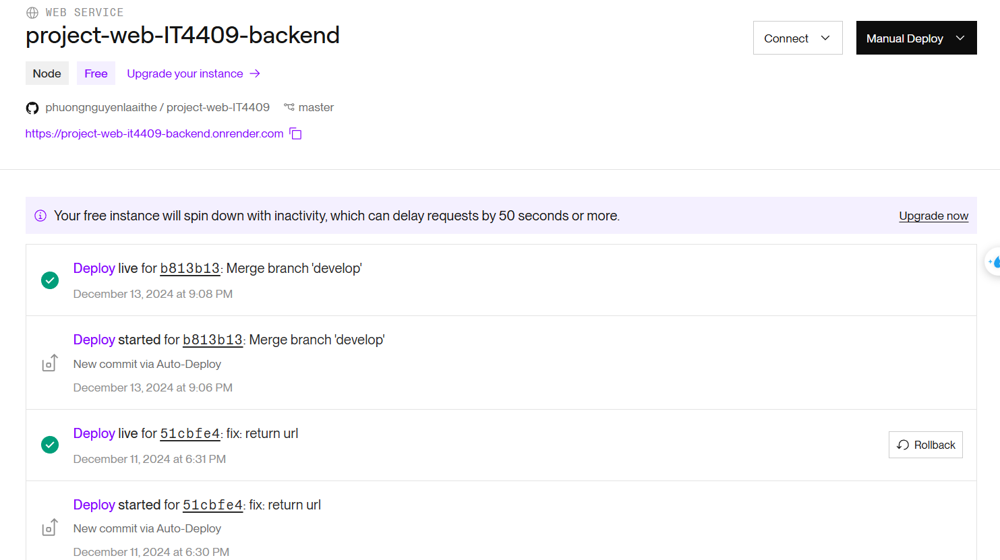 WEB SERVICE
project-web-IT4409-backend
Connect
Manual Deploy
Node Free Upgrade your instance →
phuongnguyenlaaithe / project-web-IT4409 master
https://project-web-it4409-backend.onrender.com
Your free instance will spin down with inactivity, which can delay requests by 50 seconds or more. Upgrade now
Deploy live for b813b13: Merge branch 'develop'
December 13, 2024 at 9:08 PM
Deploy started for b813b13: Merge branch 'develop'
New commit via Auto-Deploy
December 13, 2024 at 9:06 PM
Deploy live for 51cbfe4: fix: return url
December 11, 2024 at 6:31 PM
Rollback
Deploy started for 51cbfe4: fix: return url
New commit via Auto-Deploy
December 11, 2024 at 6:30 PM